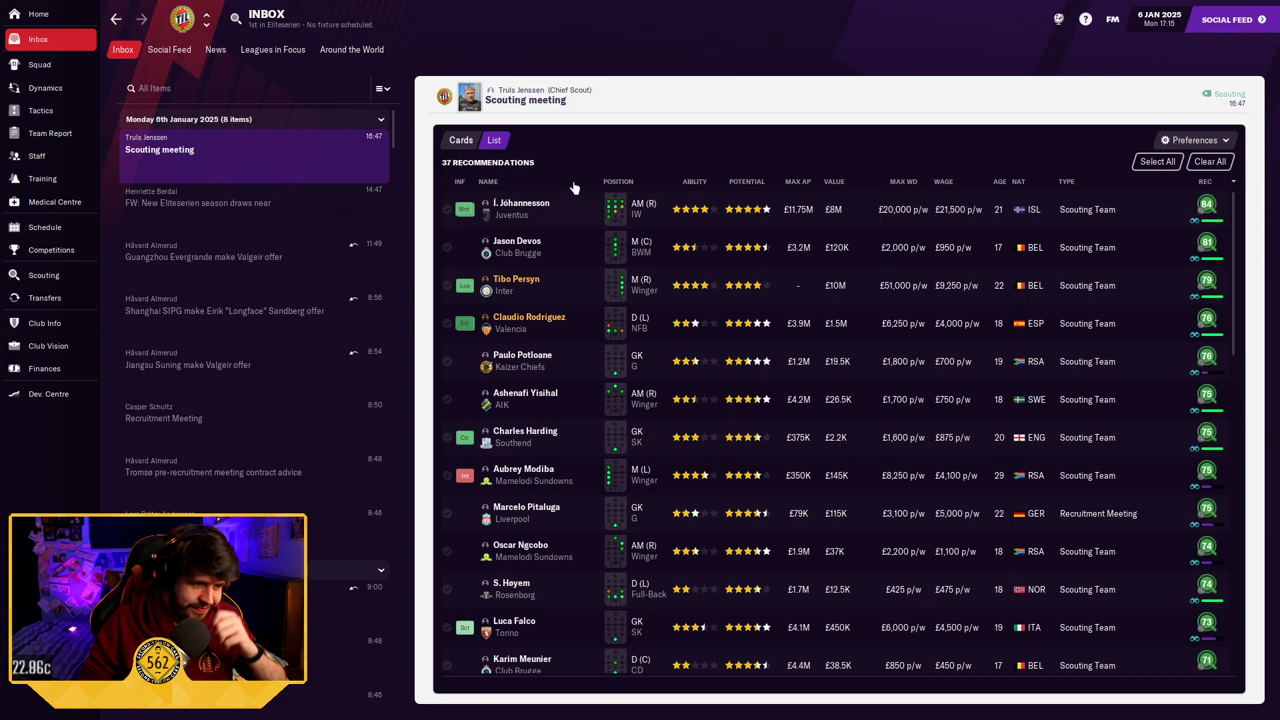 Home
Inbox
Squad
Dynamics
Tactics
Team Report
Staff
Training
Medical Centre
Schedule
Competitions
Scouting
Transfers
Club Info
Club Vision
Finances
Dev. Centre
TIL
INBOX
1st in Eliteserien - No fixture scheduled.
FM
6 JAN 2025
Mon 17:15
SOCIAL FEED
Inbox Social Feed News Leagues in Focus Around the World
All Items
Monday 6th January 2025 (8 items)
Truls Jenssen 16:47
Scouting meeting
Henriette Berdal 14:47
FW: New Eliteserien season draws near
Håvard Almerud 11:49
Guangzhou Evergrande make Valgeir offer
Håvard Almerud 8:56
Shanghai SIPG make Eirik "Longface" Sandberg offer
Håvard Almerud 8:54
Jiangsu Suning make Valgeir offer
Casper Schultz 8:50
Recruitment Meeting
Håvard Almerud 8:48
Tromsø pre-recruitment meeting contract advice
8:46
9:00
8:48
8:46
22.86c
562
Truls Jenssen (Chief Scout)
Scouting meeting
Scouting
16:47
Cards List Preferences
37 RECOMMENDATIONS
Select All Clear All
INF NAME POSITION ABILITY POTENTIAL MAX AP VALUE MAX WD WAGE AGE NAT TYPE REC
Wnt Í. Jóhannesson Juventus AM (R) IW £11.75M £8M £20,000 p/w £21,500 p/w 21 ISL Scouting Team 84
Jason Devos Club Brugge M (C) BWM £3.2M £120K £2,000 p/w £950 p/w 17 BEL Scouting Team 81
Loa Tibo Persyn Inter M (R) Winger - £10M £51,000 p/w £9,250 p/w 22 BEL Scouting Team 79
Bid Claudio Rodríguez Valencia D (L) NFB £3.9M £1.5M £6,250 p/w £4,000 p/w 18 ESP Scouting Team 76
Paulo Potloane Kaizer Chiefs GK G £1.2M £19.5K £1,800 p/w £700 p/w 19 RSA Scouting Team 76
Ashenafi Yisihal AIK AM (R) Winger £4.2M £26.5K £1,700 p/w £750 p/w 18 SWE Scouting Team 75
Ctr Charles Harding Southend GK SK £375K £2.2K £1,600 p/w £875 p/w 20 ENG Scouting Team 75
Int Aubrey Modiba Mamelodi Sundowns M (L) Winger £350K £145K £8,250 p/w £4,100 p/w 29 RSA Scouting Team 75
Marcelo Pitaluga Liverpool GK G £79K £115K £3,100 p/w £5,000 p/w 22 GER Recruitment Meeting 75
Oscar Ngcobo Mamelodi Sundowns AM (R) Winger £1.9M £37K £2,200 p/w £1,100 p/w 18 RSA Scouting Team 74
S. Høyem Rosenborg D (L) Full-Back £1.7M £12.5K £425 p/w £475 p/w 18 NOR Scouting Team 74
Sct Luca Falco Torino GK SK £4.1M £450K £6,000 p/w £4,500 p/w 19 ITA Scouting Team 73
Karim Meunier Club Brugge D (C) CD £4.4M £38.5K £850 p/w £450 p/w 17 BEL Scouting Team 71